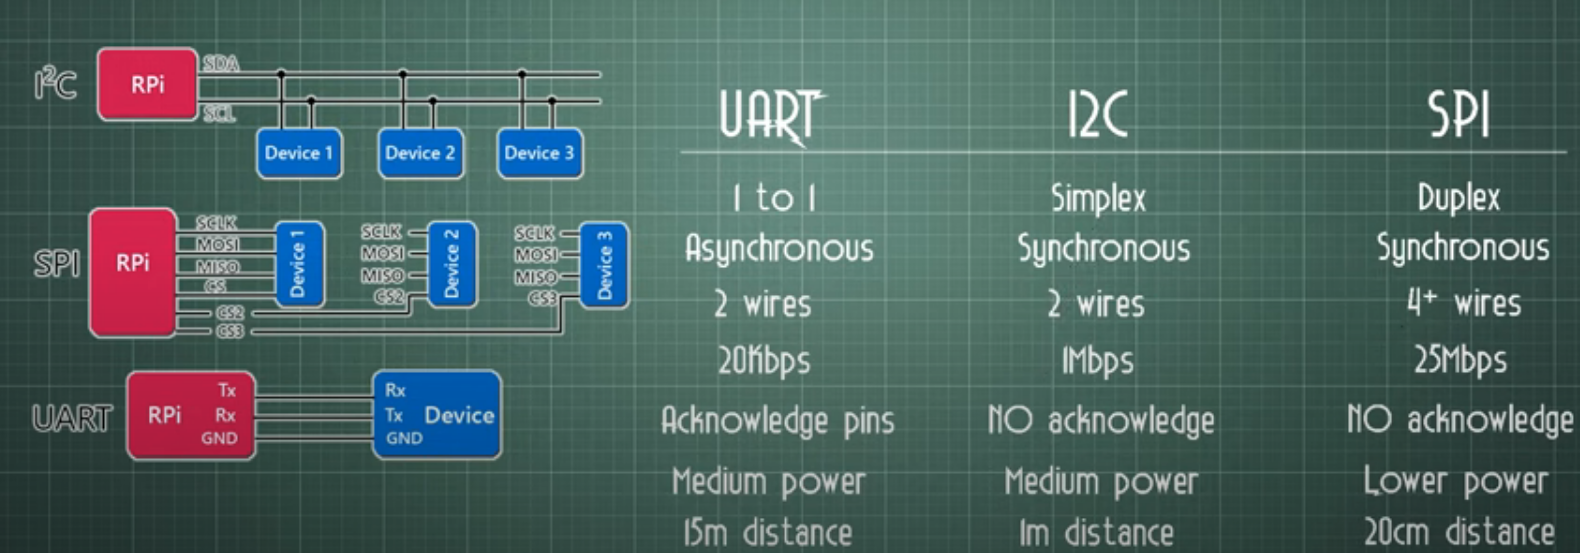 I²C
RPi
SDA
SCL
Device 1
Device 2
Device 3
SPI
RPi
SCLK
MOSI
MISO
CS
CS2
CS3
Device 1
SCLK
MOSI
MISO
CS2
Device 2
SCLK
MOSI
MISO
CS3
Device 3
UART
RPi
Tx
Rx
GND
Rx
Tx
GND
Device
UART I2C SPI
1 to 1 Simplex Duplex
Asynchronous Synchronous Synchronous
2 wires 2 wires 4+ wires
20Kbps 1Mbps 25Mbps
Acknowledge pins NO acknowledge NO acknowledge
Medium power Medium power Lower power
15m distance 1m distance 20cm distance